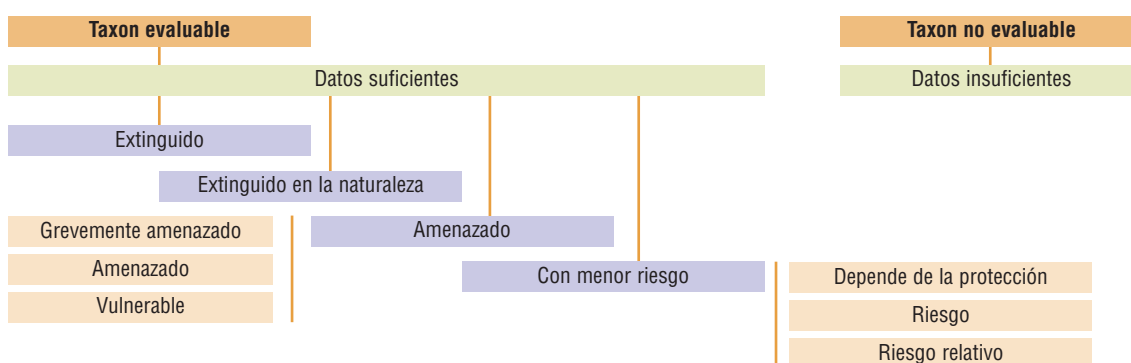 Taxon evaluable
Taxon no evaluable
Datos suficientes
Datos insuficientes
Extinguido
Extinguido en la naturaleza
Grevemente amenazado
Amenazado
Amenazado
Con menor riesgo
Vulnerable
Depende de la protección
Riesgo
Riesgo relativo